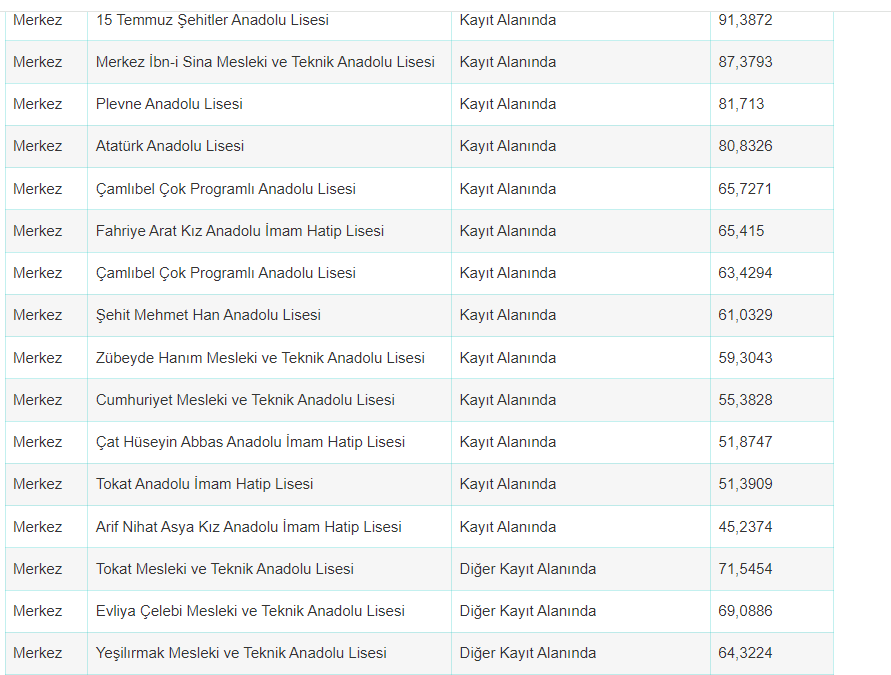 Merkez 15 Temmuz Şehitler Anadolu Lisesi Kayıt Alanında 91,3872
Merkez Merkez İbn-i Sina Mesleki ve Teknik Anadolu Lisesi Kayıt Alanında 87,3793
Merkez Plevne Anadolu Lisesi Kayıt Alanında 81,713
Merkez Atatürk Anadolu Lisesi Kayıt Alanında 80,8326
Merkez Çamlıbel Çok Programlı Anadolu Lisesi Kayıt Alanında 65,7271
Merkez Fahriye Arat Kız Anadolu İmam Hatip Lisesi Kayıt Alanında 65,415
Merkez Çamlıbel Çok Programlı Anadolu Lisesi Kayıt Alanında 63,4294
Merkez Şehit Mehmet Han Anadolu Lisesi Kayıt Alanında 61,0329
Merkez Zübeyde Hanım Mesleki ve Teknik Anadolu Lisesi Kayıt Alanında 59,3043
Merkez Cumhuriyet Mesleki ve Teknik Anadolu Lisesi Kayıt Alanında 55,3828
Merkez Çat Hüseyin Abbas Anadolu İmam Hatip Lisesi Kayıt Alanında 51,8747
Merkez Tokat Anadolu İmam Hatip Lisesi Kayıt Alanında 51,3909
Merkez Arif Nihat Asya Kız Anadolu İmam Hatip Lisesi Kayıt Alanında 45,2374
Merkez Tokat Mesleki ve Teknik Anadolu Lisesi Diğer Kayıt Alanında 71,5454
Merkez Evliya Çelebi Mesleki ve Teknik Anadolu Lisesi Diğer Kayıt Alanında 69,0886
Merkez Yeşilırmak Mesleki ve Teknik Anadolu Lisesi Diğer Kayıt Alanında 64,3224